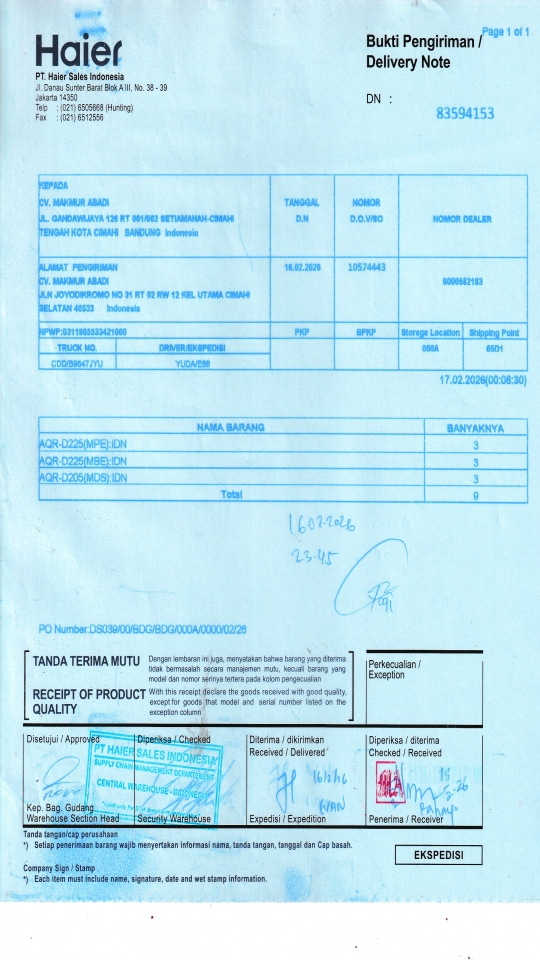 Page 1 of 1
Haier
Bukti Pengiriman /
Delivery Note
PT. Haier Sales Indonesia
Jl. Danau Sunter Barat Blok A III, No. 38 - 39
Jakarta 14350
Telp : (021) 6505668 (Hunting)
Fax : (021) 6512556
DN :
83594153
KEPADA
CV. MAKMUR ABADI
JL. GANDAWIJAYA 126 RT 001/002 SETIAMANAH-CIMAHI
TENGAH KOTA CIMAHI BANDUNG Indonesia
TANGGAL
D.N
NOMOR
D.O.V/SO
NOMOR DEALER
ALAMAT PENGIRIMAN
CV. MAKMUR ABADI
JLN JOYODIKROMO NO 31 RT 02 RW 12 KEL UTAMA CIMAHI
SELATAN 40533 Indonesia
16.02.2026
10574443
6000582183
NPWP:0311905533421000
PKP
BPKP
Storege Location
Shipping Point
TRUCK NO.
DRIVER/EKSPEDISI
000A
65D1
CDD/B9647JYU
YUDA/E68
17.02.2026(00:08:30)
NAMA BARANG BANYAKNYA
AQR-D225(MPE):IDN 3
AQR-D225(MBE):IDN 3
AQR-D205(MDS):IDN 3
Total 9
16.02.2026
23.45
PO Number:DS039/00/BDG/BDG/000A/0000/02/26
TANDA TERIMA MUTU
Dengan lembaran ini juga, menyatakan bahwa barang yang diterima
tidak bermasalah secara manajemen mutu, kecuali barang yang
model dan nomor serinya tertera pada kolom pengecualian
RECEIPT OF PRODUCT
QUALITY
With this receipt declare the goods received with good quality,
except for goods that model and serial number listed on the
exception column
Perkecualian /
Exception
Disetujui / Approved
Diperiksa / Checked
Diterima / dikirimkan
Received / Delivered
Diperiksa / diterima
Checked / Received
PT HAIER SALES INDONESIA
SUPPLY CHAIN MANAGEMENT DEPARTEMENT
CENTRAL WAREHOUSE - INDONESIA
Kep. Bag. Gudang
Warehouse Section Head
Security Warehouse
Expedisi / Expedition
Penerima / Receiver
Tanda tangan/cap perusahaan
*) Setiap penerimaan barang wajib menyertakan informasi nama, tanda tangan, tanggal dan Cap basah.
EKSPEDISI
Company Sign / Stamp
*) Each item must include name, signature, date and wet stamp information.